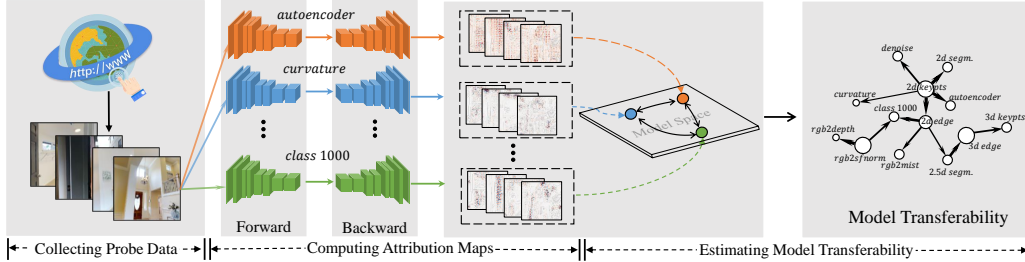 http://www
autoencoder
curvature
class 1000
Forward
Backward
Model Space
denoise
2d segm.
2d keypts
curvature
autoencoder
class 1000
2d edge
3d keypts
rgb2depth
rgb2sfnorm
3d edge
rgb2mist
2.5d segm.
Model Transferability
Collecting Probe Data
Computing Attribution Maps
Estimating Model Transferability